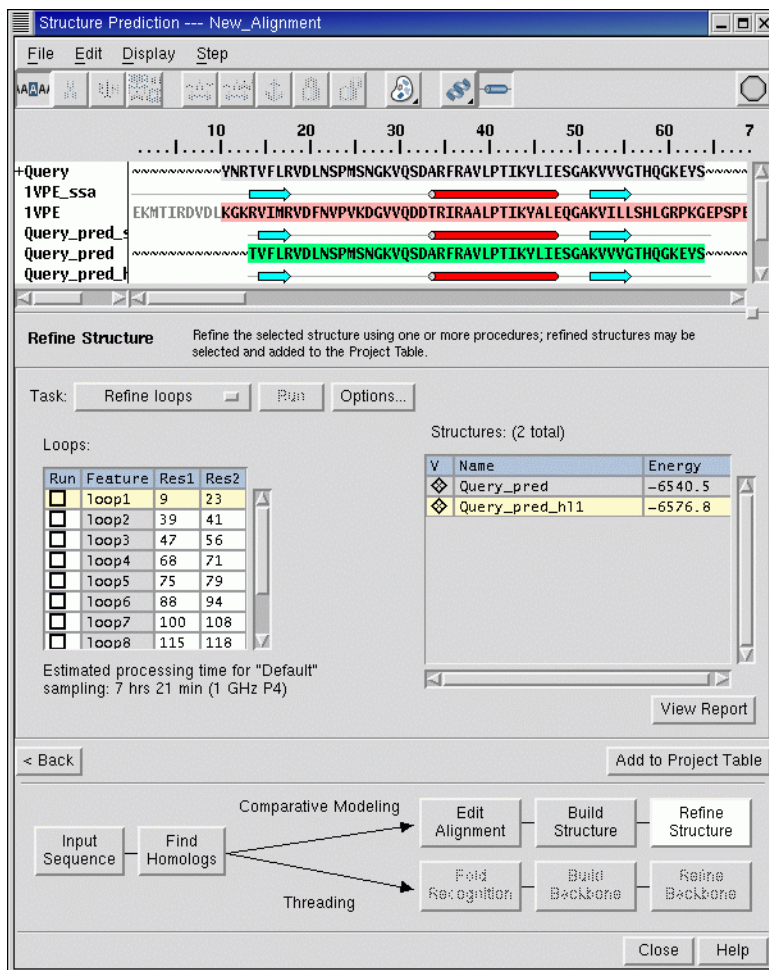 Structure Prediction --- New_Alignment
File Edit Display Step
10 20 30 40 50 60 7
+Query ~~~~~~~~~~YNRTVFLRVDLNSPMSNGKVQSDARFRAVLPTIKYLIESGAKVVVGTHQGKEYS~~~~~
1VPE_ssa
1VPE EKMTIRDVDLKGKRVIMRVDFNVPVKDGVVQDDTRIRAALPTIKYALEQGAKVILLSHLGRPKGEPSPE
Query_pred_s
Query_pred ~~~~~~~~~~~~~TVFLRVDLNSPMSNGKVQSDARFRAVLPTIKYLIESGAKVVVGTHQGKEYS~~~~~
Query_pred_h
Refine Structure Refine the selected structure using one or more procedures; refined structures may be
selected and added to the Project Table.
Task: Refine loops Run Options...
Loops:
Structures: (2 total)
Run Feature Res1 Res2
loop1 9 23
loop2 39 41
loop3 47 56
loop4 68 71
loop5 75 79
loop6 88 94
loop7 100 108
loop8 115 118
Estimated processing time for "Default"
sampling: 7 hrs 21 min (1 GHz P4)
V Name Energy
Query_pred -6540.5
Query_pred_hl1 -6576.8
View Report
< Back Add to Project Table
Input
Sequence
Find
Homologs
Comparative Modeling
Threading
Edit
Alignment
Build
Structure
Refine
Structure
Fold
Recognition
Build
Backbone
Refine
Backbone
Close Help